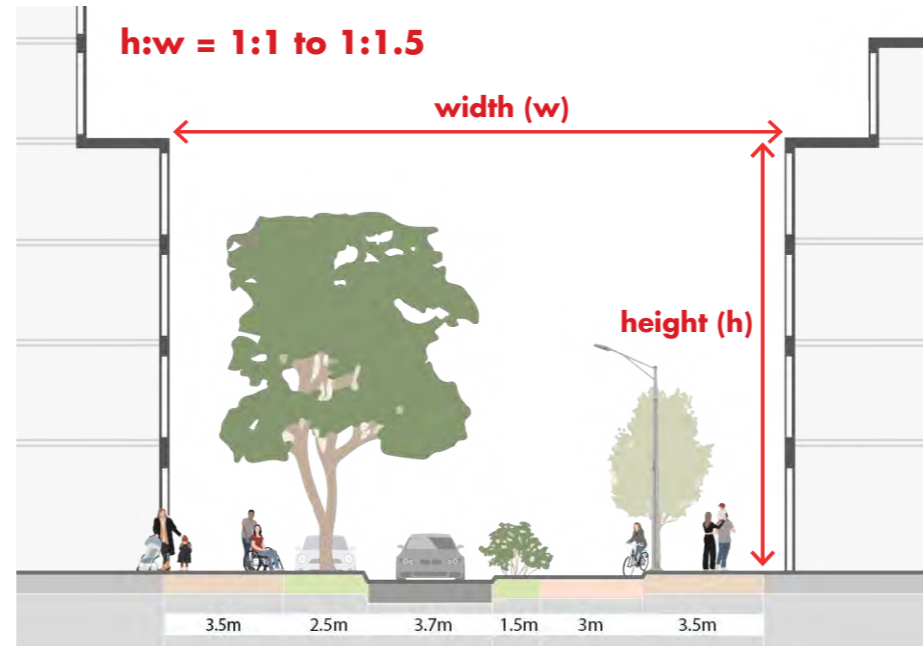 h:w = 1:1 to 1:1.5
width (w)
height (h)
3.5m 2.5m 3.7m 1.5m 3m 3.5m